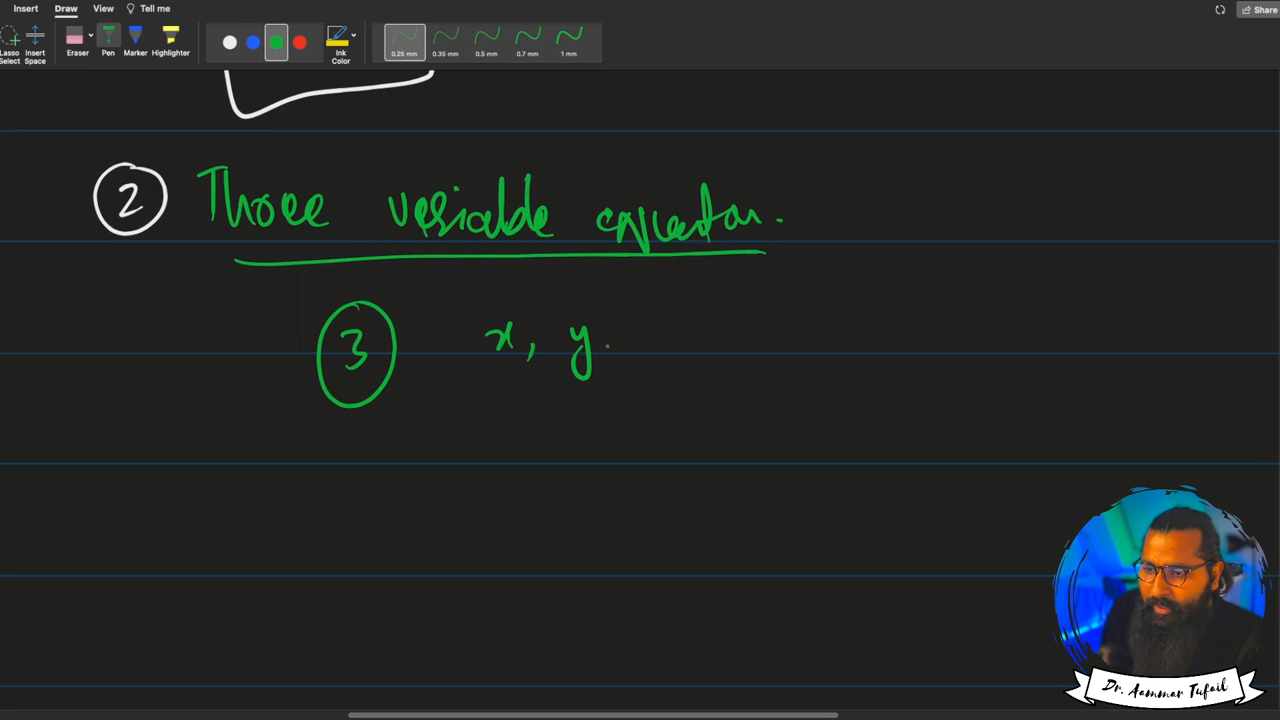 Insert Draw View Tell me
Share
Lasso Select
Insert Space
Eraser
Pen
Marker
Highlighter
Ink Color
0.25 mm
0.35 mm
0.5 mm
0.7 mm
1 mm
2 Three variable equation.
3 x, y.
Dr. Aammar Tufail